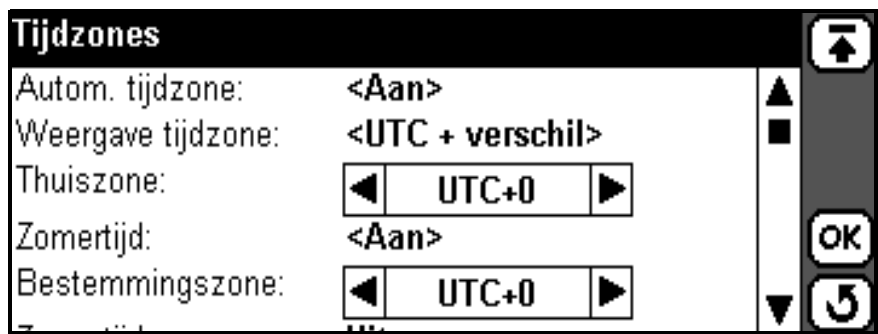 Tijdzones
Autom. tijdzone: <Aan>
Weergave tijdzone: <UTC + verschil>
Thuiszone: UTC+0
Zomertijd: <Aan>
Bestemmingszone: UTC+0
OK